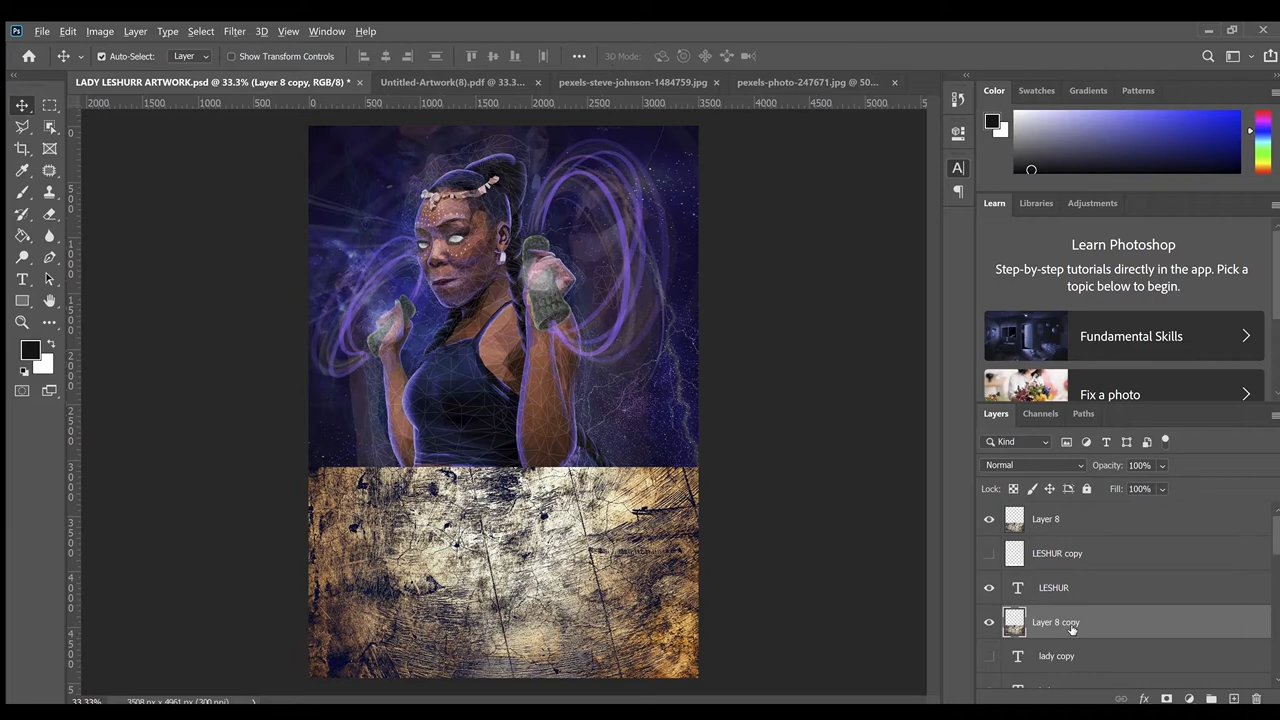 Ps File Edit Image Layer Type Select Filter 3D View Window Help
Auto-Select: Layer Show Transform Controls 3D Mode:
LADY LESHURR ARTWORK.psd @ 33.3% (Layer 8 copy, RGB/8) * × Untitled-Artwork(8).pdf @ 33.3... × pexels-steve-johnson-1484759.jpg × pexels-photo-247671.jpg @ 50... ×
2000 1500 1000 500 0 500 1000 1500 2000 2500 3000 3500 4000 4500 5000 5
Color Swatches Gradients Patterns
Learn Libraries Adjustments
Learn Photoshop
Step-by-step tutorials directly in the app. Pick a
topic below to begin.
Fundamental Skills
Fix a photo
Layers Channels Paths
Kind
Normal Opacity: 100%
Lock: Fill: 100%
Layer 8
LESHUR copy
LESHUR
Layer 8 copy
lady copy
33.33% 3508 px x 4961 px (300 ppi)